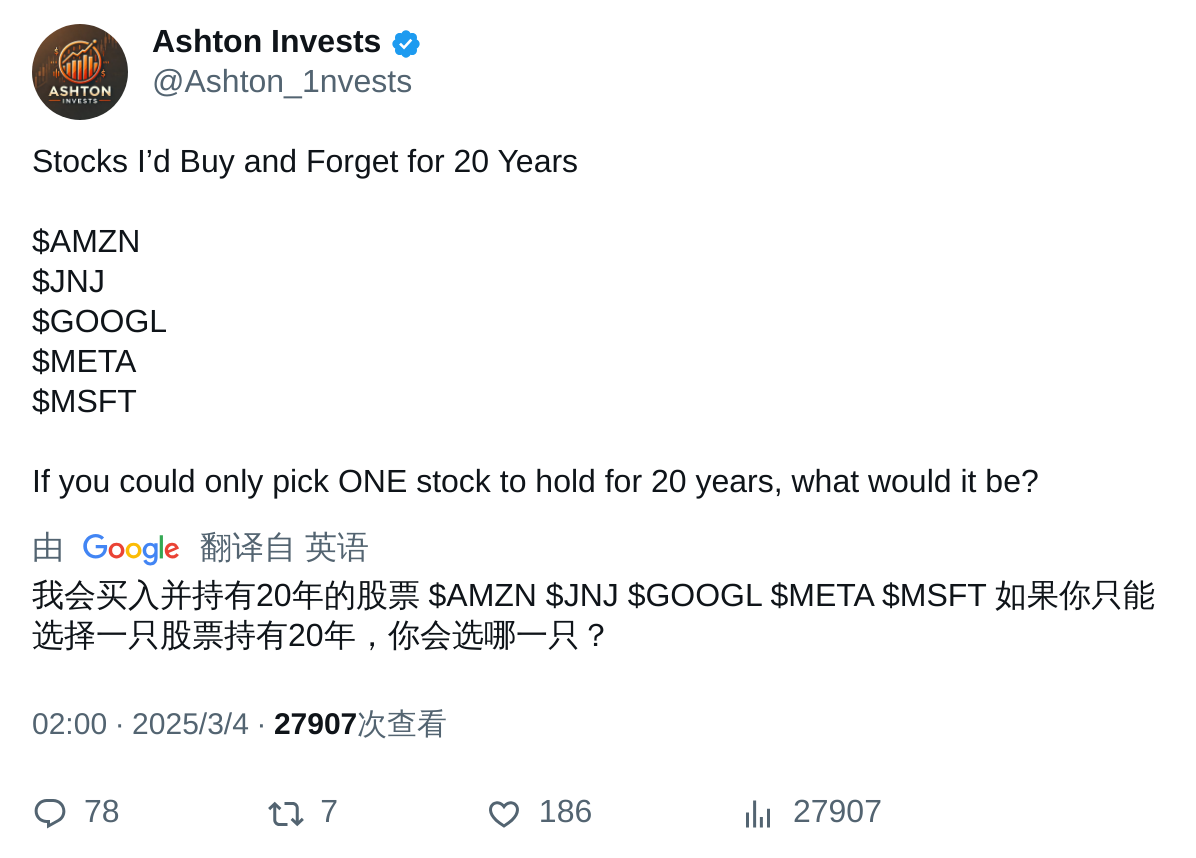 ASHTON
INVESTS
Ashton Invests
@Ashton_1nvests
Stocks I’d Buy and Forget for 20 Years
$AMZN
$JNJ
$GOOGL
$META
$MSFT
If you could only pick ONE stock to hold for 20 years, what would it be?
由 Google 翻译自 英语
我会买入并持有20年的股票 $AMZN $JNJ $GOOGL $META $MSFT 如果你只能
选择一只股票持有20年，你会选哪一只？
02:00 · 2025/3/4 · 27907次查看
78 7 186 27907